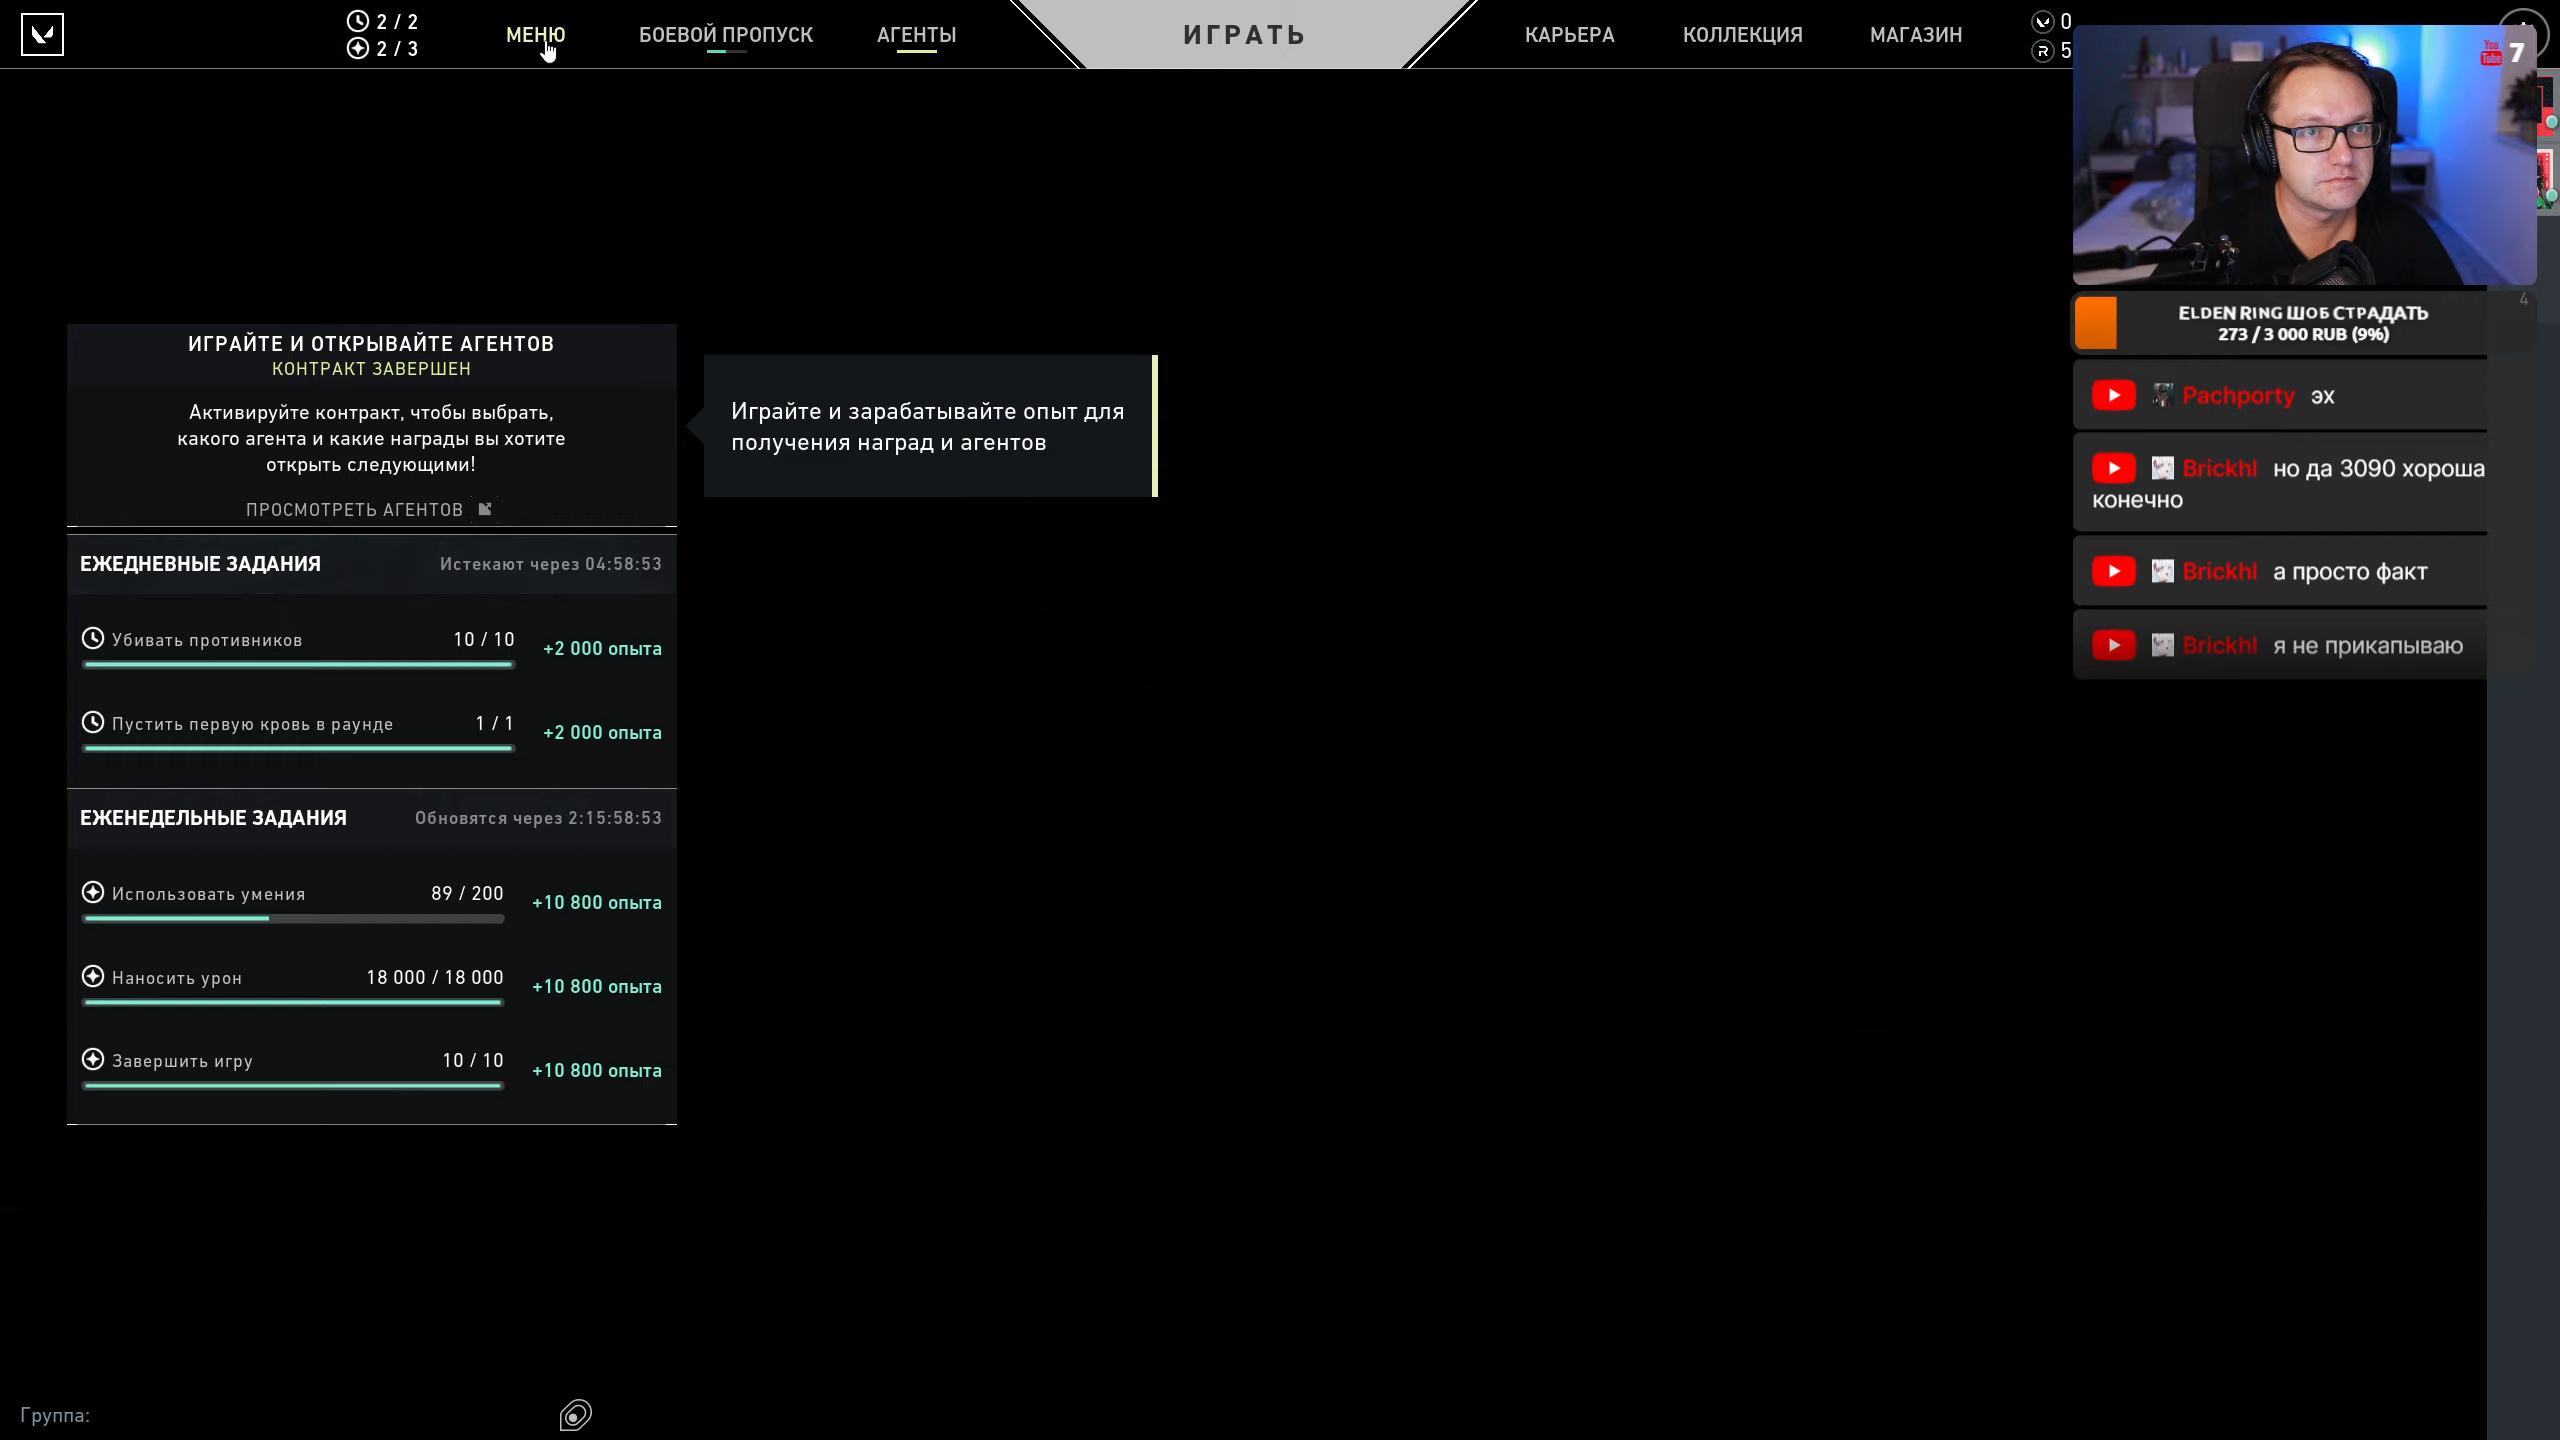 2 / 2
2 / 3
МЕНЮ
БОЕВОЙ ПРОПУСК
АГЕНТЫ
ИГРАТЬ
КАРЬЕРА
КОЛЛЕКЦИЯ
МАГАЗИН
0
R 5
You
Tube 7
ИГРАЙТЕ И ОТКРЫВАЙТЕ АГЕНТОВ
КОНТРАКТ ЗАВЕРШЕН
Активируйте контракт, чтобы выбрать,
какого агента и какие награды вы хотите
открыть следующими!
ПРОСМОТРЕТЬ АГЕНТОВ
Играйте и зарабатывайте опыт для
получения наград и агентов
ЕЖЕДНЕВНЫЕ ЗАДАНИЯ
Истекают через 04:58:53
Убивать противников 10 / 10 +2 000 опыта
Пустить первую кровь в раунде 1 / 1 +2 000 опыта
ЕЖЕНЕДЕЛЬНЫЕ ЗАДАНИЯ
Обновятся через 2:15:58:53
Использовать умения 89 / 200 +10 800 опыта
Наносить урон 18 000 / 18 000 +10 800 опыта
Завершить игру 10 / 10 +10 800 опыта
Группа:
4
ELDEN RING ШОБ СТРАДАТЬ
273 / 3 000 RUB (9%)
Pachporty эх
Brickhl но да 3090 хороша
конечно
Brickhl а просто факт
Brickhl я не прикапываю